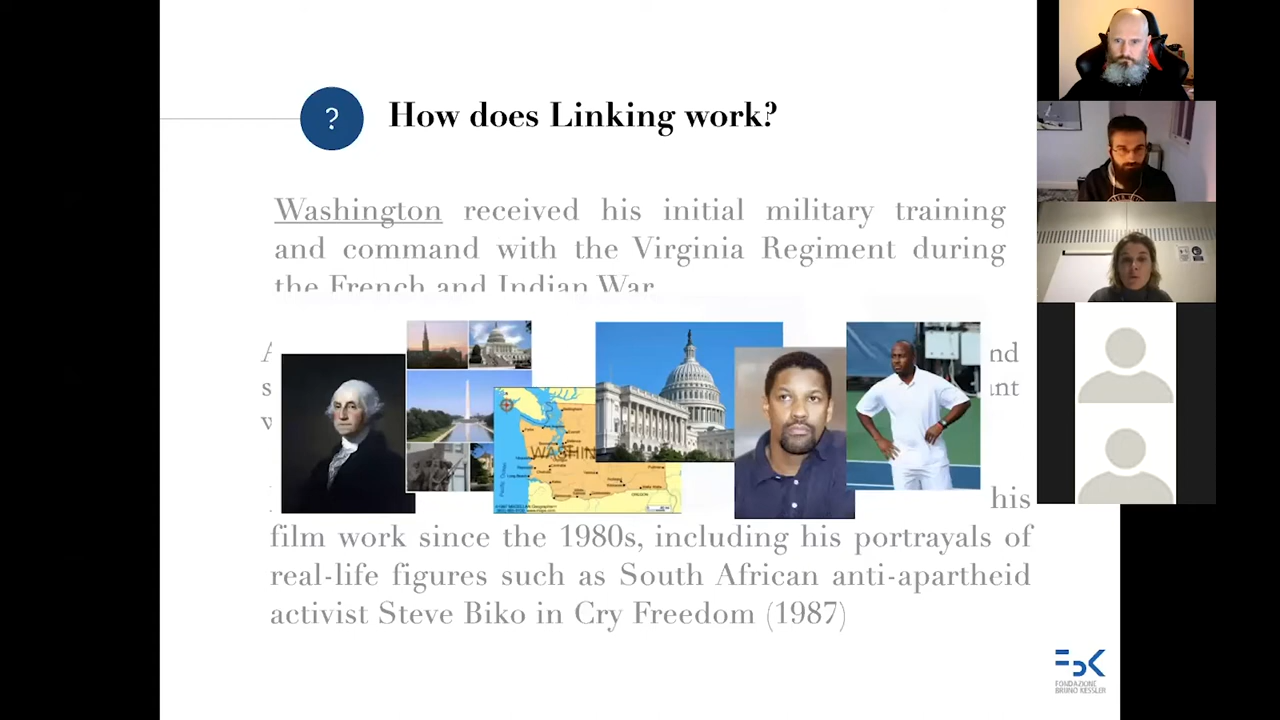 ?
How does Linking work?
Washington received his initial military training
and command with the Virginia Regiment during
the French and Indian War
nd
nt
WASHIN
his
film work since the 1980s, including his portrayals of
real-life figures such as South African anti-apartheid
activist Steve Biko in Cry Freedom (1987)
FBK
FONDAZIONE
BRUNO KESSLER